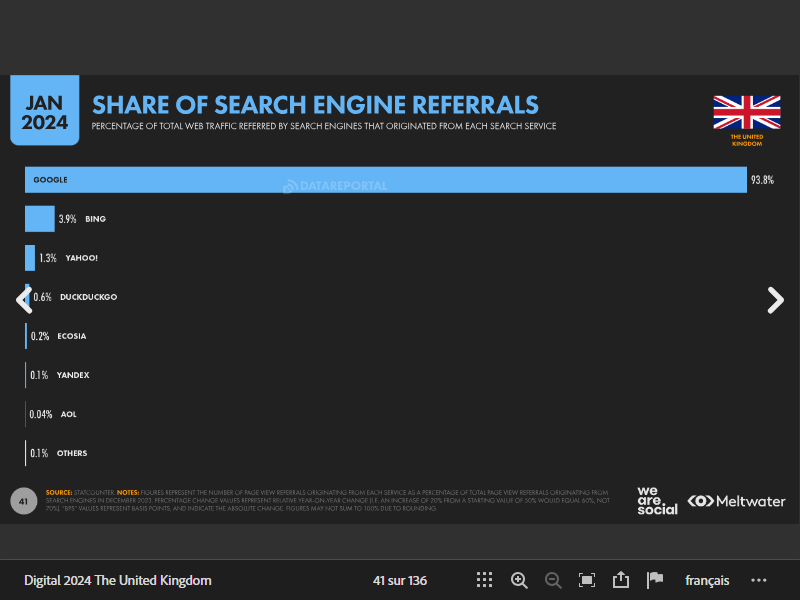 JAN
2024
SHARE OF SEARCH ENGINE REFERRALS
PERCENTAGE OF TOTAL WEB TRAFFIC REFERRED BY SEARCH ENGINES THAT ORIGINATED FROM EACH SEARCH SERVICE
THE UNITED
KINGDOM
GOOGLE 93.8%
DATAREPORTAL
3.9% BING
1.3% YAHOO!
0.6% DUCKDUCKGO
0.2% ECOSIA
0.1% YANDEX
0.04% AOL
0.1% OTHERS
41
SOURCE: STATCOUNTER. NOTES: FIGURES REPRESENT THE NUMBER OF PAGE VIEW REFERRALS ORIGINATING FROM EACH SERVICE AS A PERCENTAGE OF TOTAL PAGE VIEW REFERRALS ORIGINATING FROM
SEARCH ENGINES IN DECEMBER 2023. PERCENTAGE CHANGE VALUES REPRESENT RELATIVE YEAR-ON-YEAR CHANGE (I.E. AN INCREASE OF 20% FROM A STARTING VALUE OF 50% WOULD EQUAL 60%, NOT
70%). "BPS" VALUES REPRESENT BASIS POINTS, AND INDICATE THE ABSOLUTE CHANGE. FIGURES MAY NOT SUM TO 100% DUE TO ROUNDING.
we
are.
social
Meltwater
Digital 2024 The United Kingdom
41 sur 136
français